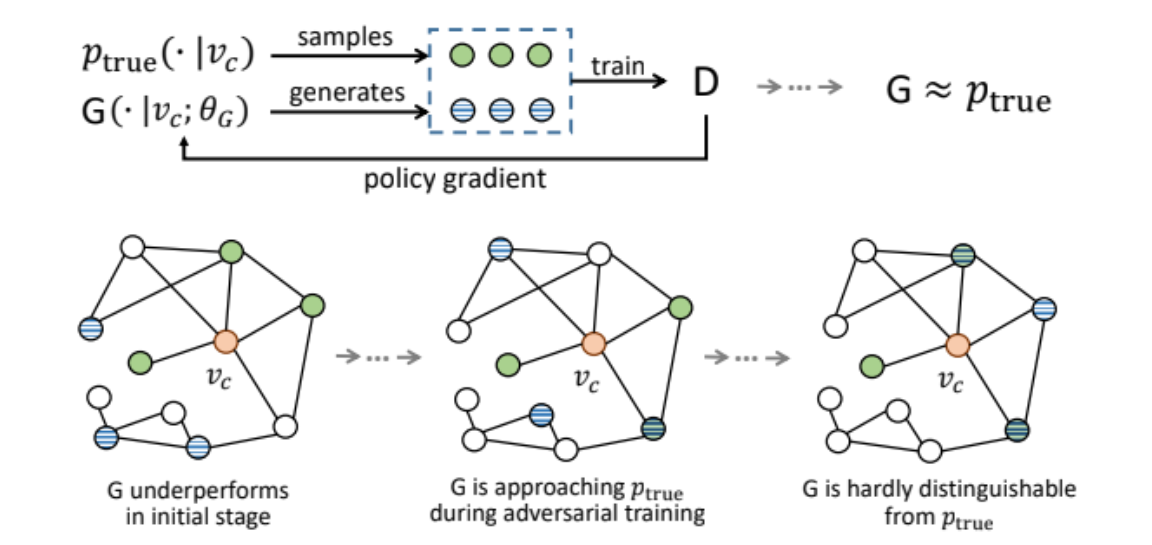 p_true(· |v_c)
samples
G(· |v_c; θ_G)
generates
train
D
...
G ≈ p_true
policy gradient
v_c
...
v_c
...
v_c
G underperforms
in initial stage
G is approaching p_true
during adversarial training
G is hardly distinguishable
from p_true